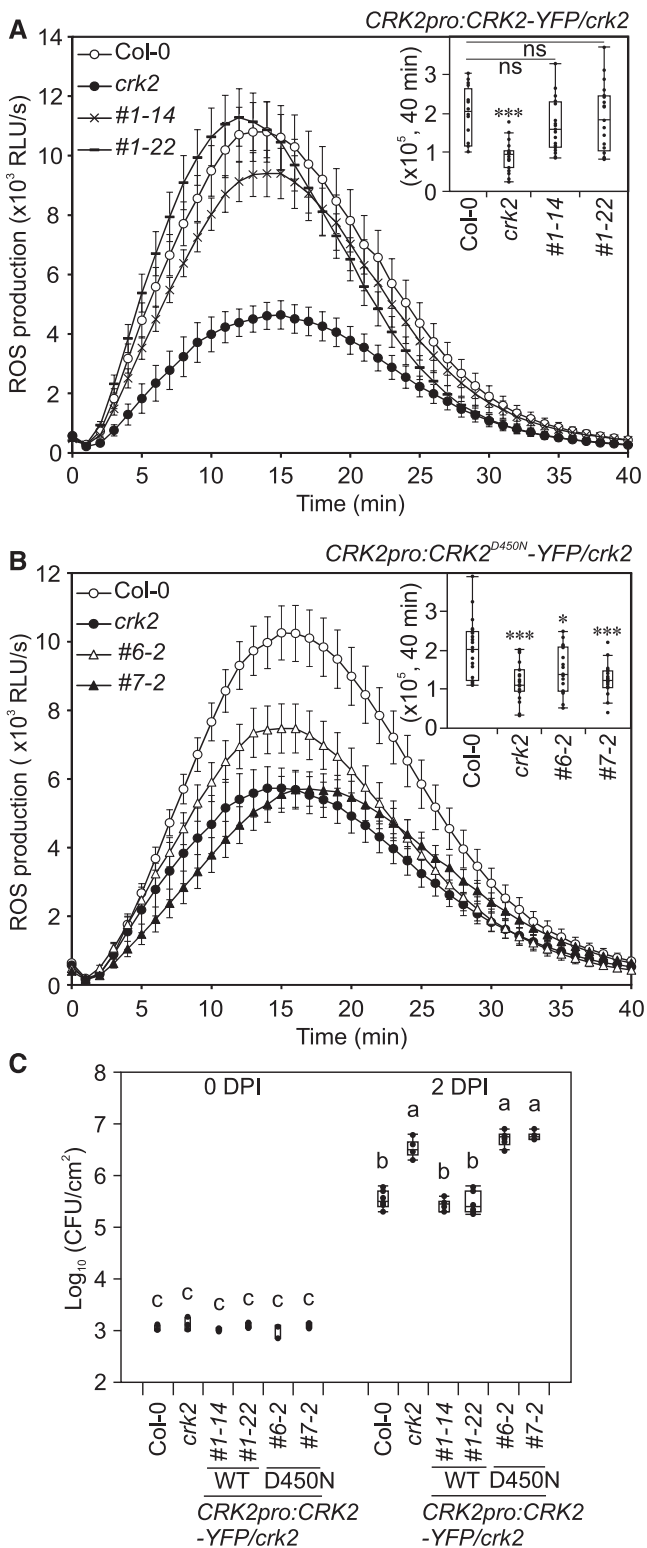 A
CRK2pro:CRK2-YFP/crk2
ROS production (x10³ RLU/s)
14
12
10
8
6
4
2
0
Col-0
crk2
#1-14
#1-22
(x10⁵, 40 min)
3
2
1
0
ns
ns
***
Col-0
crk2
#1-14
#1-22
0
5
10
15
20
25
30
35
40
Time (min)
B
CRK2pro:CRK2ᴰ⁴⁵⁰ᴺ-YFP/crk2
ROS production ( x10³ RLU/s)
12
10
8
6
4
2
0
Col-0
crk2
#6-2
#7-2
(x10⁵, 40 min)
3
2
1
0
***
*
***
Col-0
crk2
#6-2
#7-2
0
5
10
15
20
25
30
35
40
Time (min)
C
Log₁₀ (CFU/cm²)
8
7
6
5
4
3
2
0 DPI
2 DPI
c
c
c
c
c
c
b
a
b
b
a
a
Col-0
crk2
#1-14
#1-22
#6-2
#7-2
Col-0
crk2
#1-14
#1-22
#6-2
#7-2
WT
D450N
WT
D450N
CRK2pro:CRK2
-YFP/crk2
CRK2pro:CRK2
-YFP/crk2